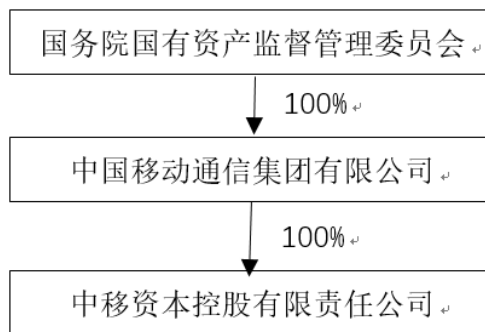 国务院国有资产监督管理委员会
100%
中国移动通信集团有限公司
100%
中移资本控股有限责任公司